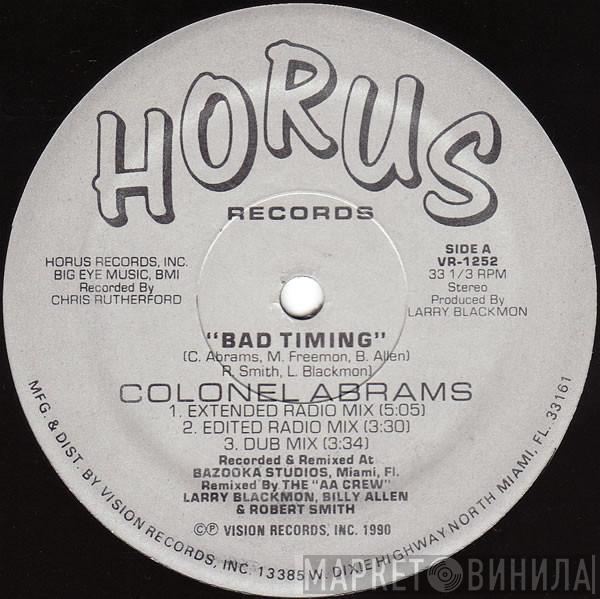 HORUS
RECORDS
HORUS RECORDS, INC.
BIG EYE MUSIC, BMI
Recorded By
CHRIS RUTHERFORD
SIDE A
VR-1252
33 1/3 RPM
Stereo
Produced By
LARRY BLACKMON
"BAD TIMING"
(C. Abrams, M. Freemon, B. Allen)
R. Smith, L. Blackmon)
COLONEL ABRAMS
1. EXTENDED RADIO MIX (5:05)
2. EDITED RADIO MIX (3:30)
3. DUB MIX (3:34)
Recorded & Remixed At
BAZOOKA STUDIOS, Miami, Fl.
Remixed By THE "AA CREW"
LARRY BLACKMON, BILLY ALLEN
& ROBERT SMITH
©℗ VISION RECORDS, INC. 1990
MFG. & DIST. BY VISION RECORDS, INC. 13385 W. DIXIE HIGHWAY NORTH MIAMI, FL. 33161
МАРКЕТ ВИНИЛА